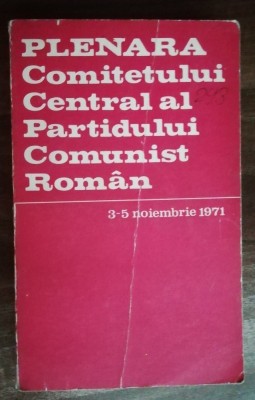 PLENARA
Comitetului
Central al
Partidului
Comunist
Român
3-5 noiembrie 1971